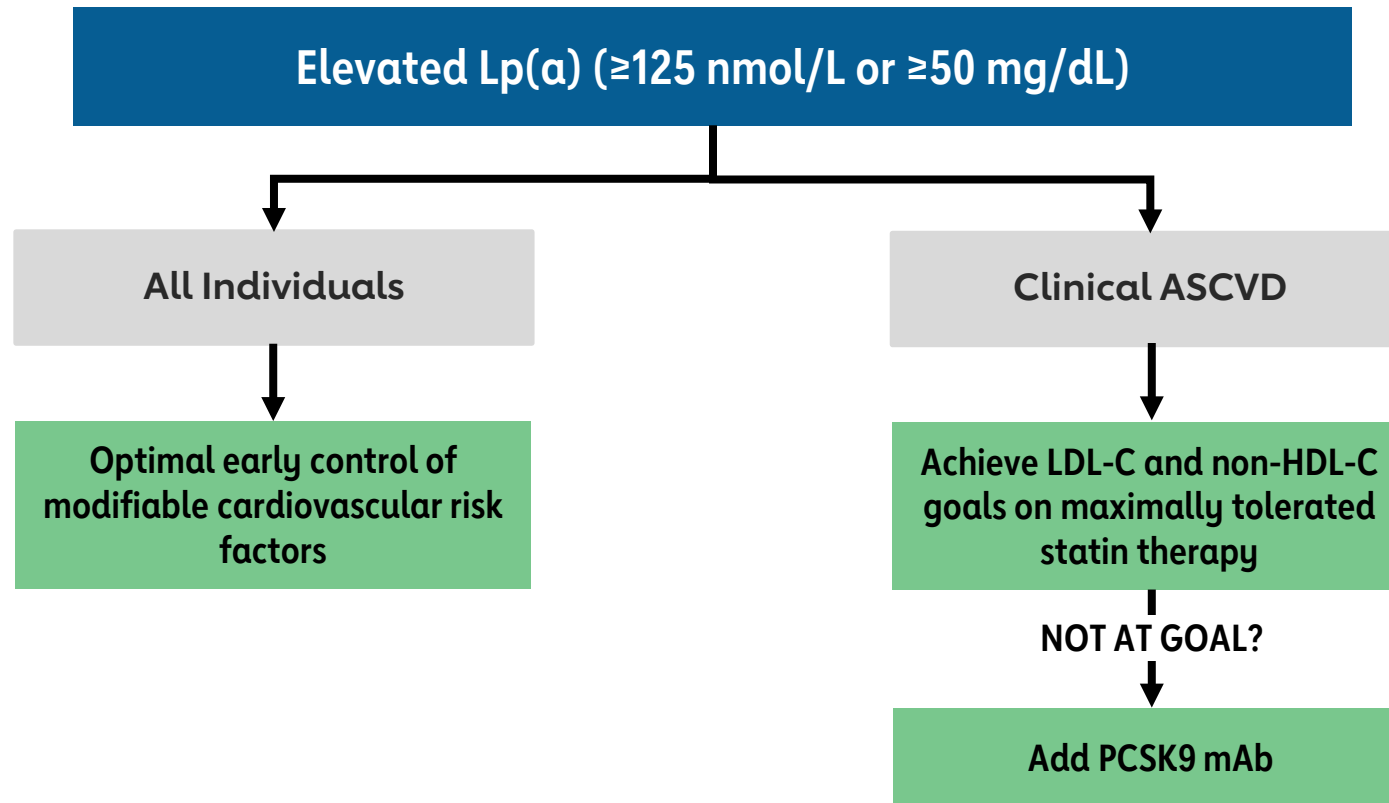 Elevated Lp(a) (≥125 nmol/L or ≥50 mg/dL)
All Individuals
Clinical ASCVD
Optimal early control of
modifiable cardiovascular risk
factors
Achieve LDL-C and non-HDL-C
goals on maximally tolerated
statin therapy
NOT AT GOAL?
Add PCSK9 mAb